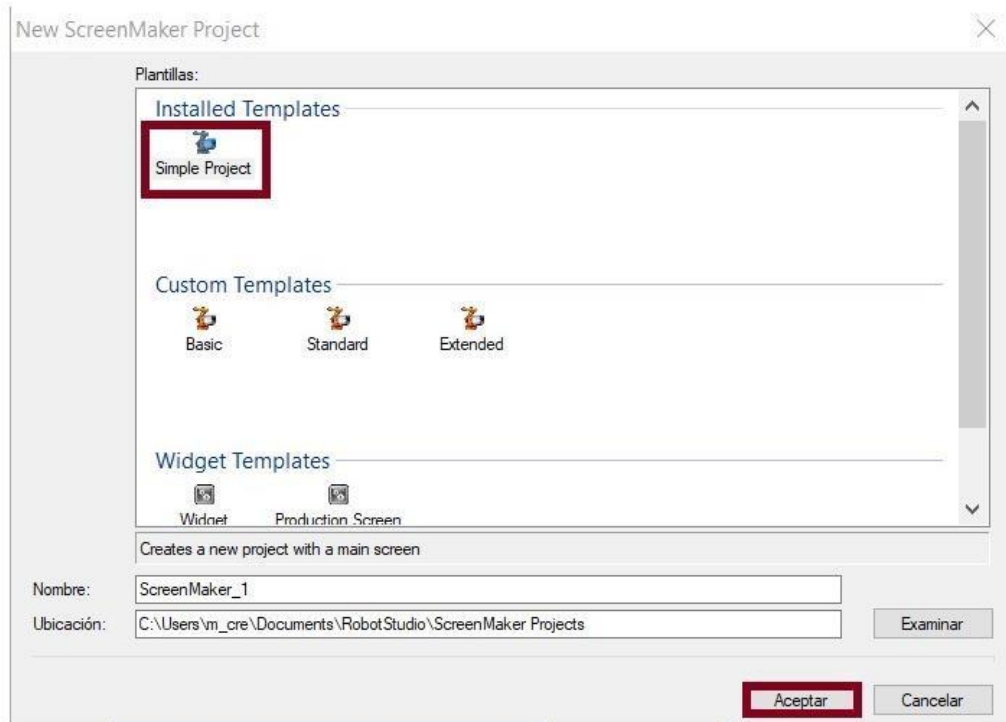 New ScreenMaker Project
Plantillas:
Installed Templates
Simple Project
Custom Templates
Basic Standard Extended
Widget Templates
Widget Production Screen
Creates a new project with a main screen
Nombre: ScreenMaker_1
Ubicación: C:\Users\m_cre\Documents\RobotStudio\ScreenMaker Projects Examinar
Aceptar Cancelar